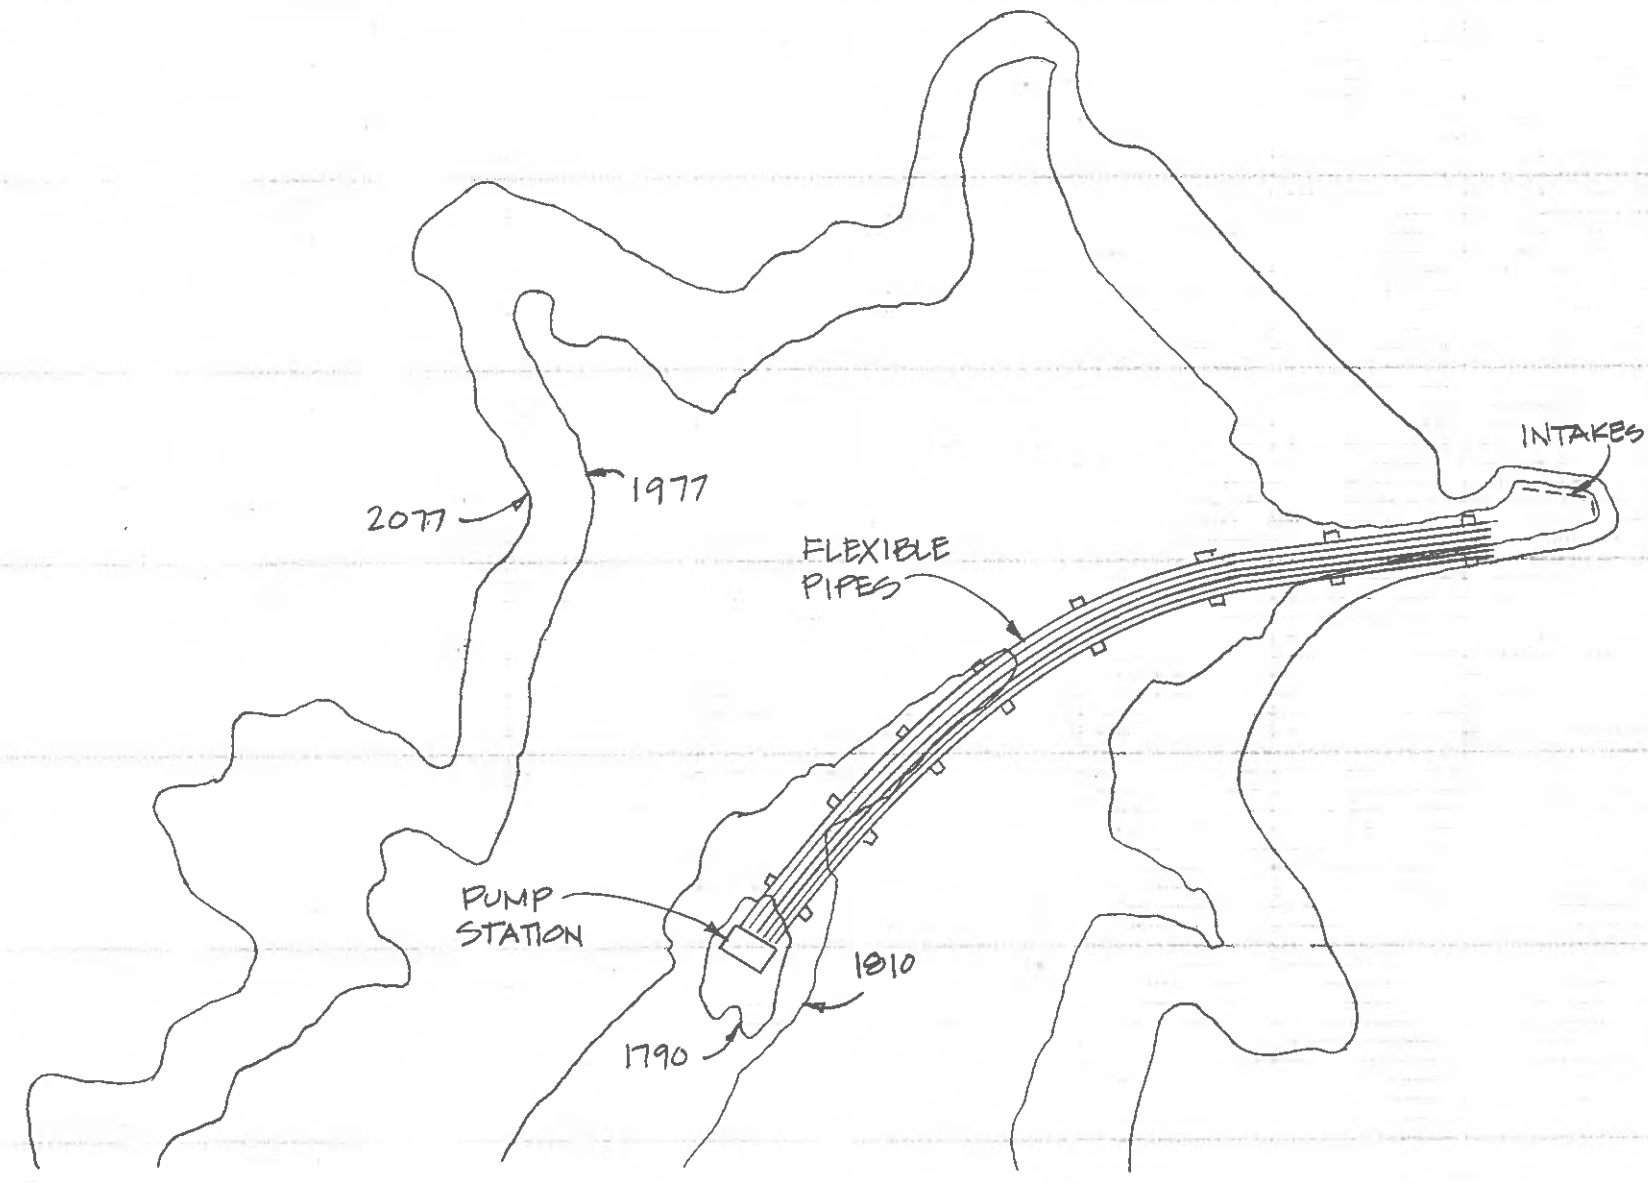 INTAKES
1977
2077
FLEXIBLE
PIPES
PUMP
STATION
1810
1790